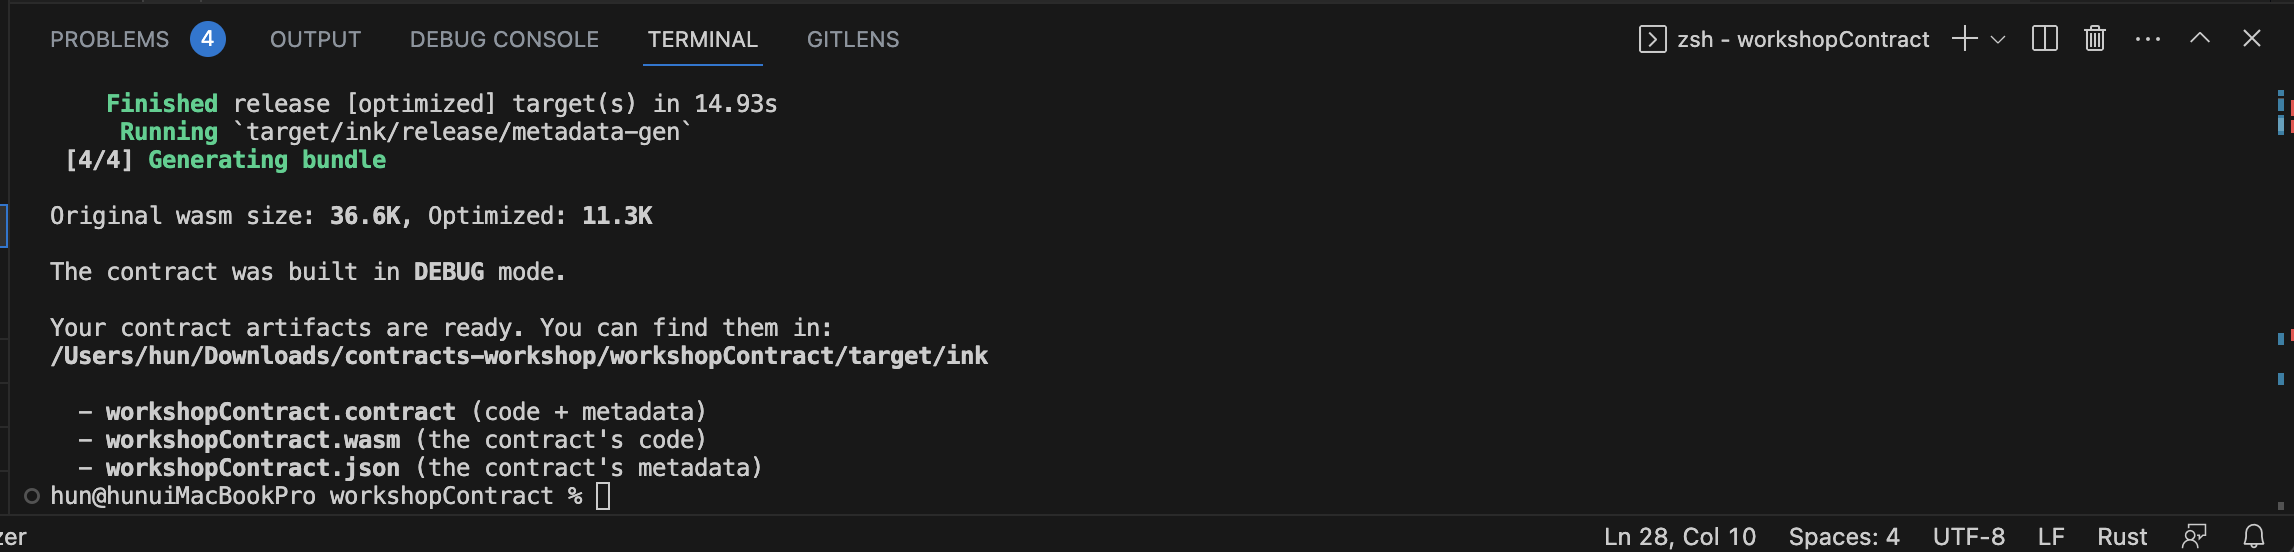 PROBLEMS 4 OUTPUT DEBUG CONSOLE TERMINAL GITLENS zsh - workshopContract
Finished release [optimized] target(s) in 14.93s
Running `target/ink/release/metadata-gen`
[4/4] Generating bundle
Original wasm size: 36.6K, Optimized: 11.3K
The contract was built in DEBUG mode.
Your contract artifacts are ready. You can find them in:
/Users/hun/Downloads/contracts-workshop/workshopContract/target/ink
- workshopContract.contract (code + metadata)
- workshopContract.wasm (the contract's code)
- workshopContract.json (the contract's metadata)
hun@hunuiMacBookPro workshopContract %
zer Ln 28, Col 10 Spaces: 4 UTF-8 LF Rust